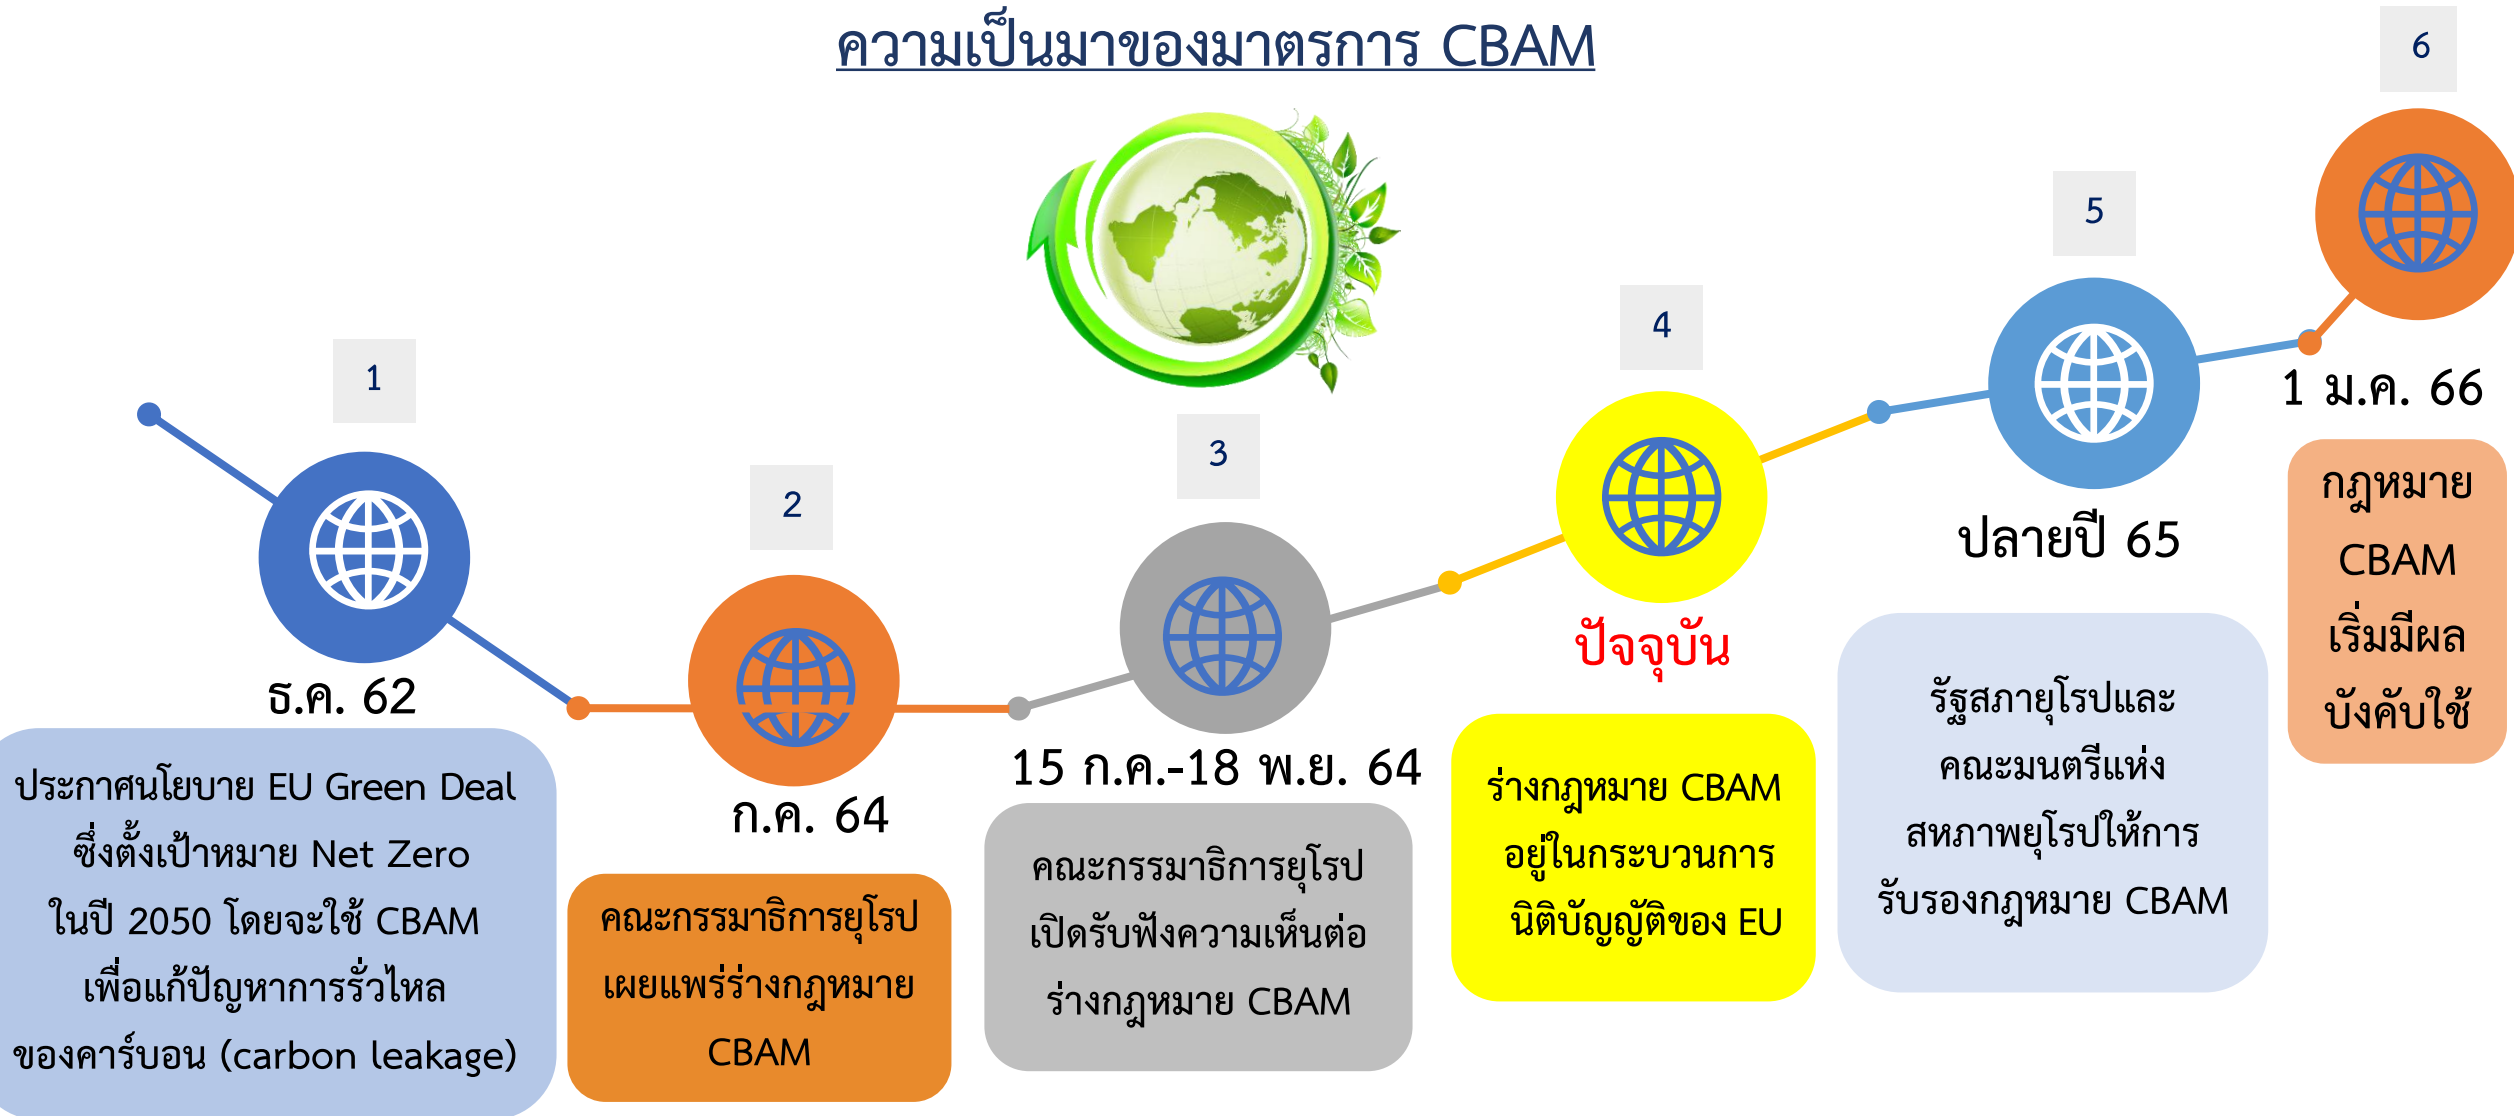 ความเป็นมาของมาตรการ CBAM
1
ธ.ค. 62
ประกาศนโยบาย EU Green Deal
ซึ่งตั้งเป้าหมาย Net Zero
ในปี 2050 โดยจะใช้ CBAM
เพื่อแก้ปัญหาการรั่วไหล
ของคาร์บอน (carbon leakage)
2
ก.ค. 64
คณะกรรมาธิการยุโรป
เผยแพร่ร่างกฎหมาย
CBAM
3
15 ก.ค.-18 พ.ย. 64
คณะกรรมาธิการยุโรป
เปิดรับฟังความเห็นต่อ
ร่างกฎหมาย CBAM
4
ปัจจุบัน
ร่างกฎหมาย CBAM
อยู่ในกระบวนการ
นิติบัญญัติของ EU
5
ปลายปี 65
รัฐสภายุโรปและ
คณะมนตรีแห่ง
สหภาพยุโรปให้การ
รับรองกฎหมาย CBAM
6
1 ม.ค. 66
กฎหมาย
CBAM
เริ่มมีผล
บังคับใช้